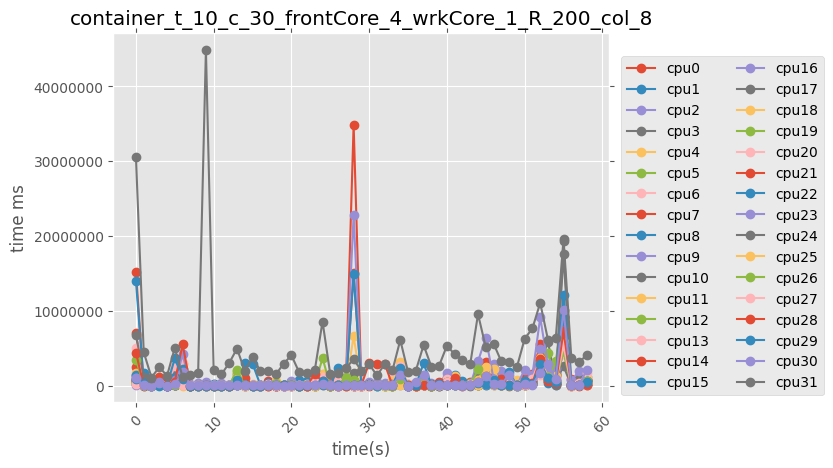 container_t_10_c_30_frontCore_4_wrkCore_1_R_200_col_8
time ms
40000000
30000000
20000000
10000000
0
0
10
20
30
40
50
60
time(s)
cpu0
cpu1
cpu2
cpu3
cpu4
cpu5
cpu6
cpu7
cpu8
cpu9
cpu10
cpu11
cpu12
cpu13
cpu14
cpu15
cpu16
cpu17
cpu18
cpu19
cpu20
cpu21
cpu22
cpu23
cpu24
cpu25
cpu26
cpu27
cpu28
cpu29
cpu30
cpu31